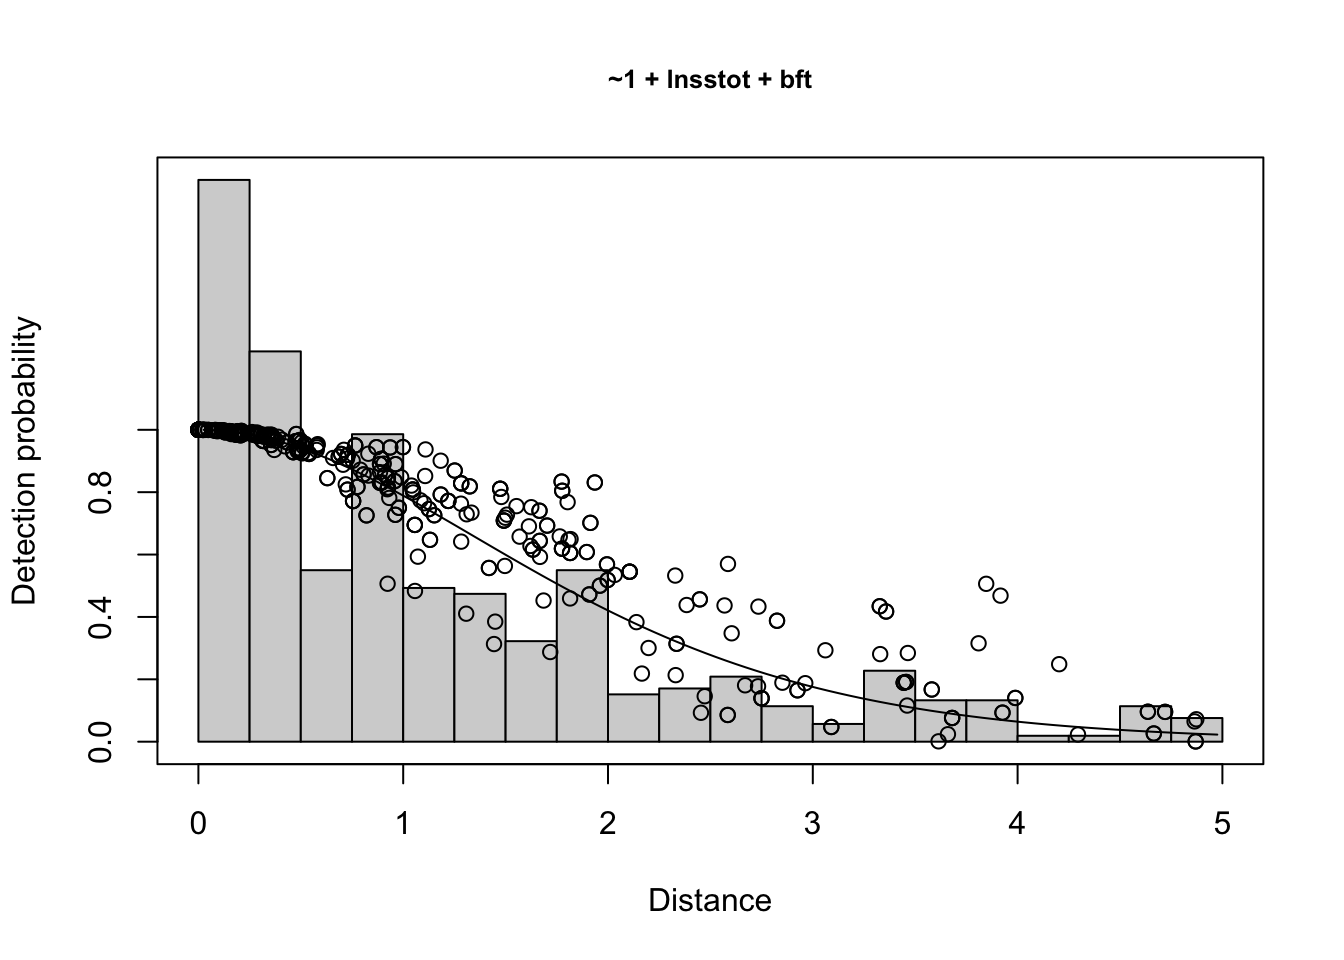 ~1 + lnsstot + bft
Detection probability
0.8
0.4
0.0
0 1 2 3 4 5
Distance